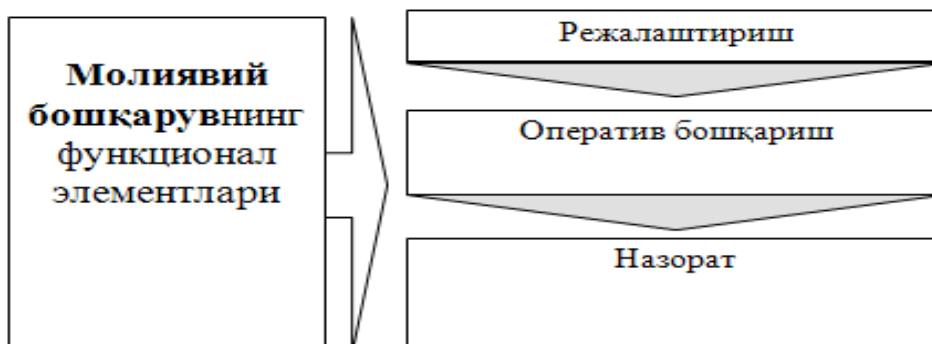 Молиявий
бошқарувнинг
функционал
элементлари
Режалаштириш
Оператив бошқариш
Назорат